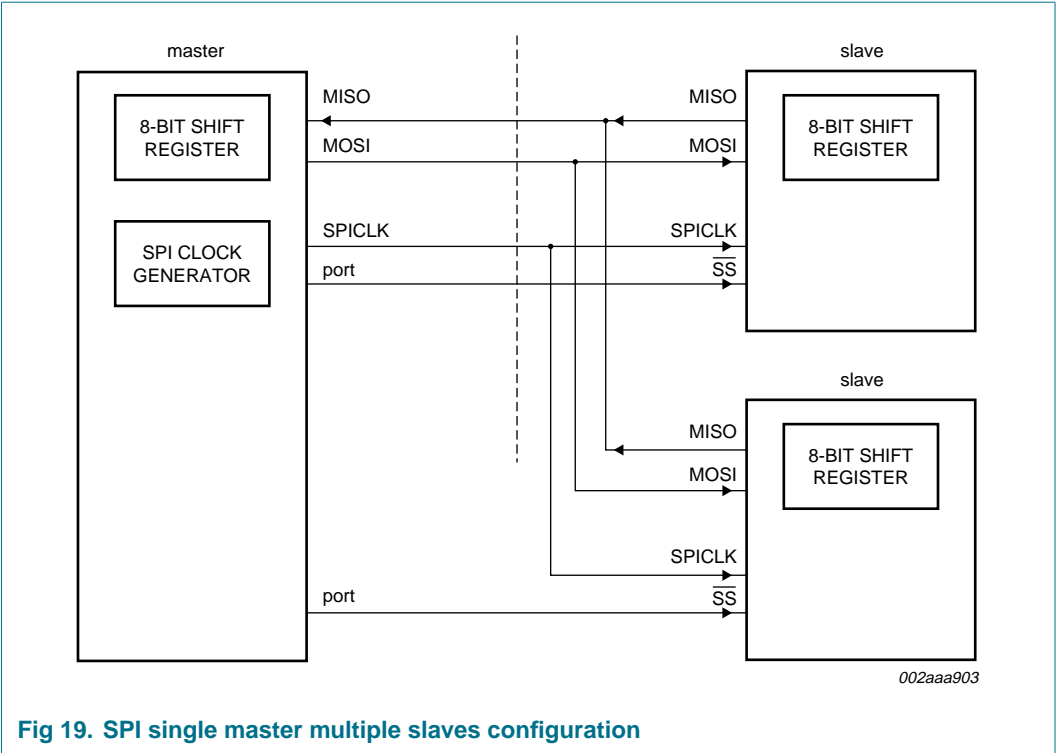 master
slave
MISO
MISO
8-BIT SHIFT
REGISTER
8-BIT SHIFT
REGISTER
MOSI
MOSI
SPICLK
SPICLK
SPI CLOCK
GENERATOR
port
S̅S̅
slave
MISO
8-BIT SHIFT
REGISTER
MOSI
SPICLK
port
S̅S̅
002aaa903
Fig 19. SPI single master multiple slaves configuration